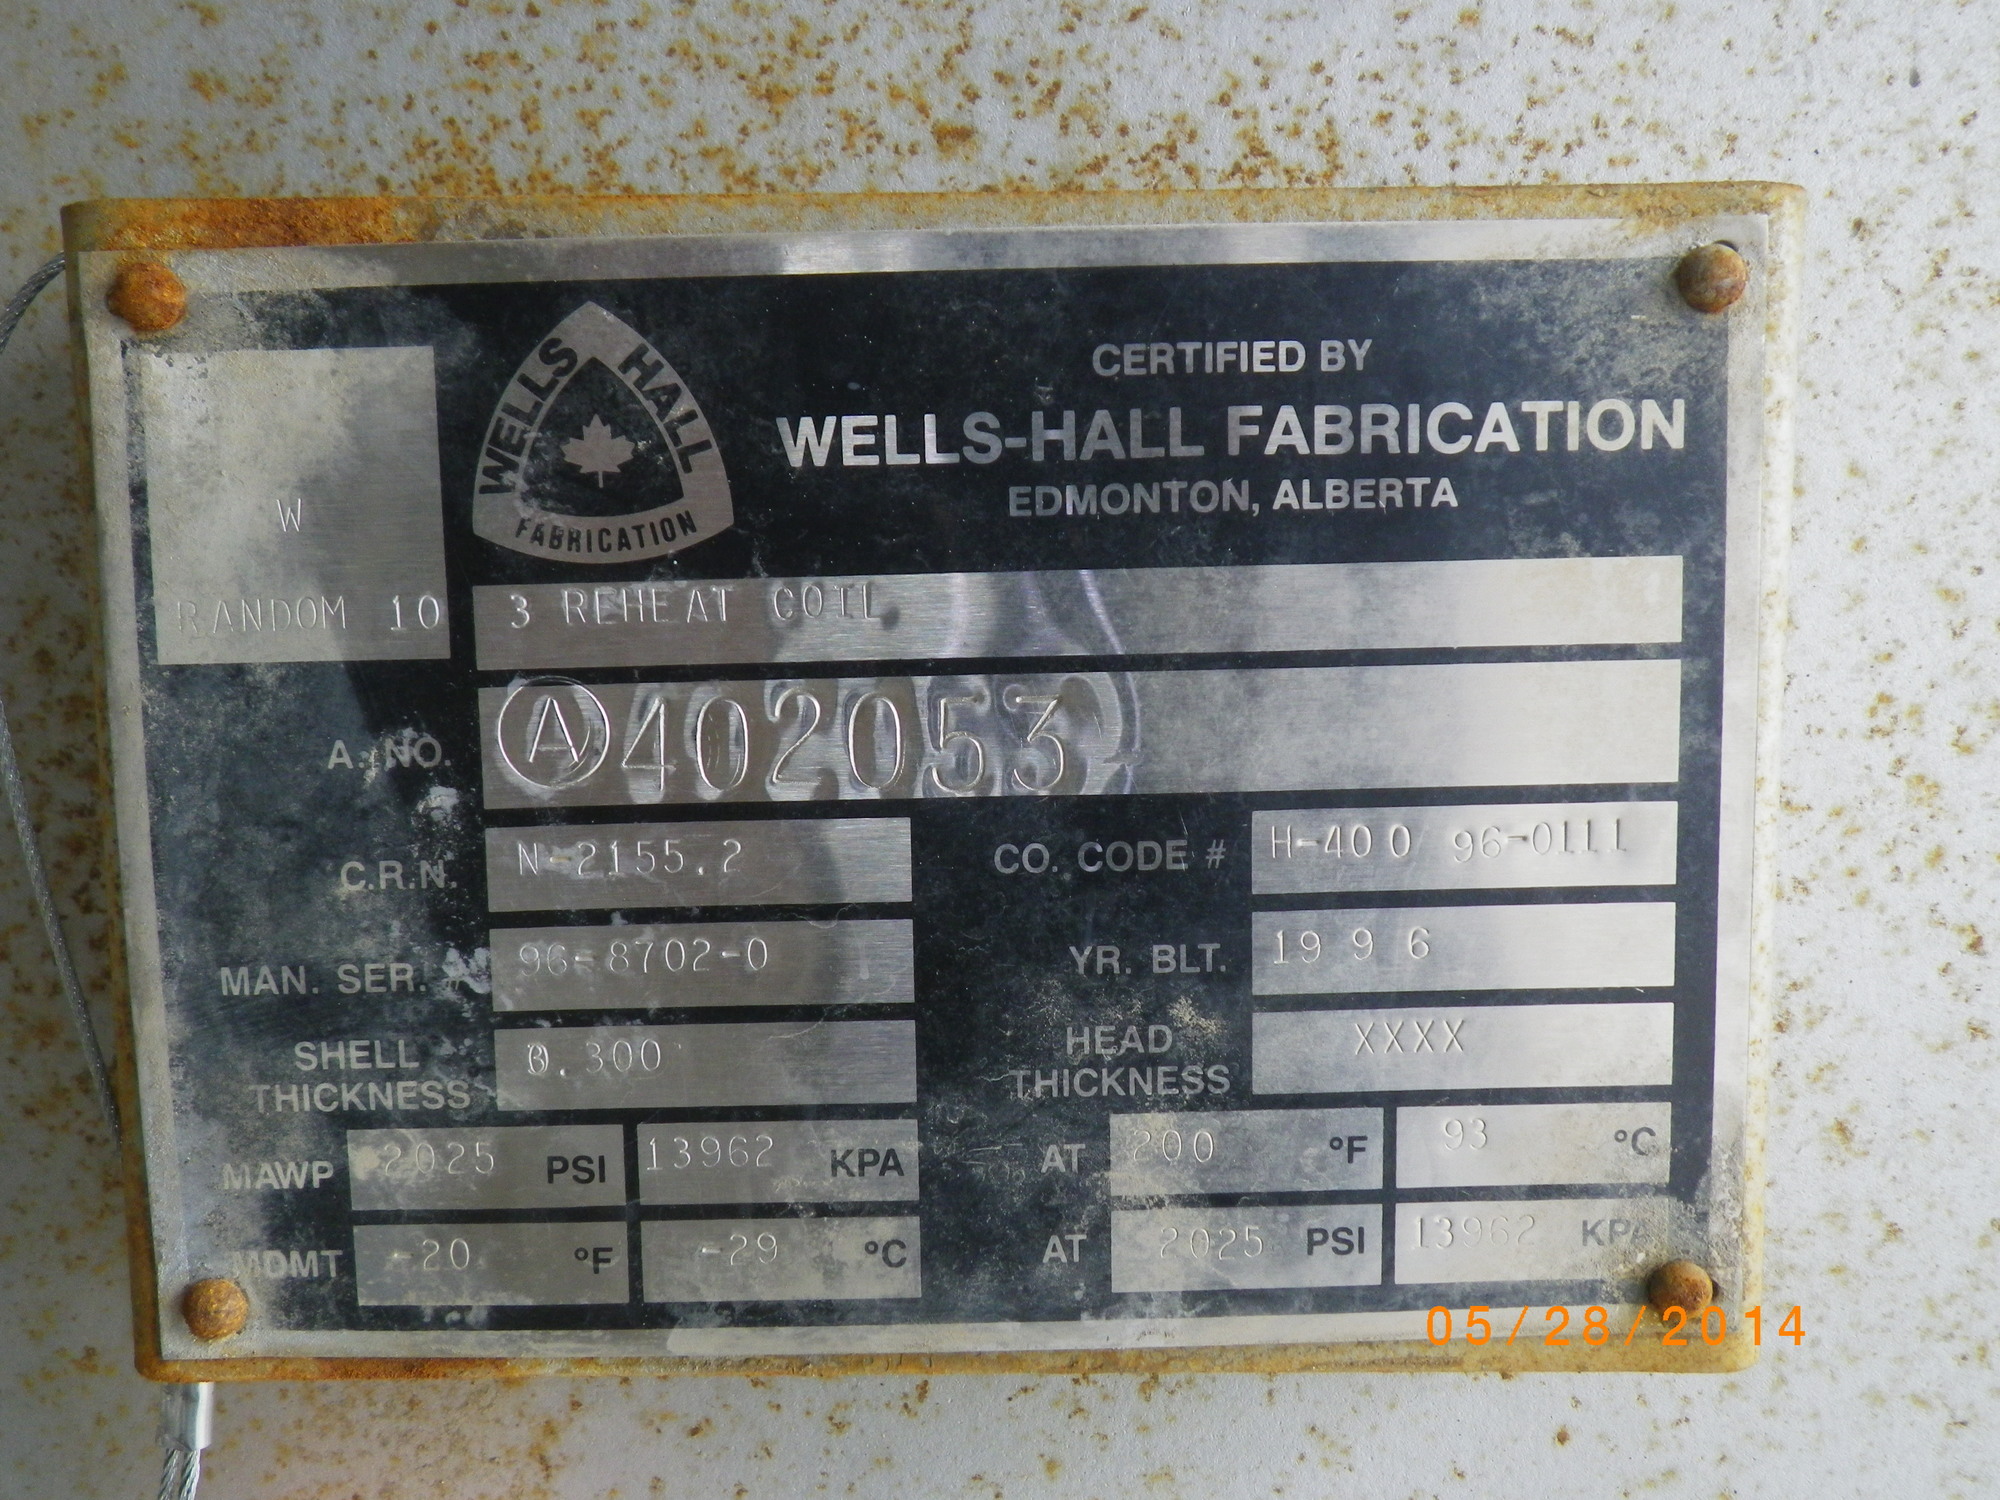 WELLS HALL
FABRICATION
CERTIFIED BY
WELLS-HALL FABRICATION
EDMONTON, ALBERTA
W
RANDOM 10
3 REHEAT COIL
A. NO. A 402053
C.R.N. N-2155.2 CO. CODE # H-400 96-0111
MAN. SER. # 96-8702-0 YR. BLT. 1996
SHELL THICKNESS 0.300 HEAD THICKNESS XXXX
MAWP 2025 PSI 13962 KPA AT 200 °F 93 °C
MDMT -20 °F -29 °C AT 2025 PSI 13962 KPA
05/28/2014